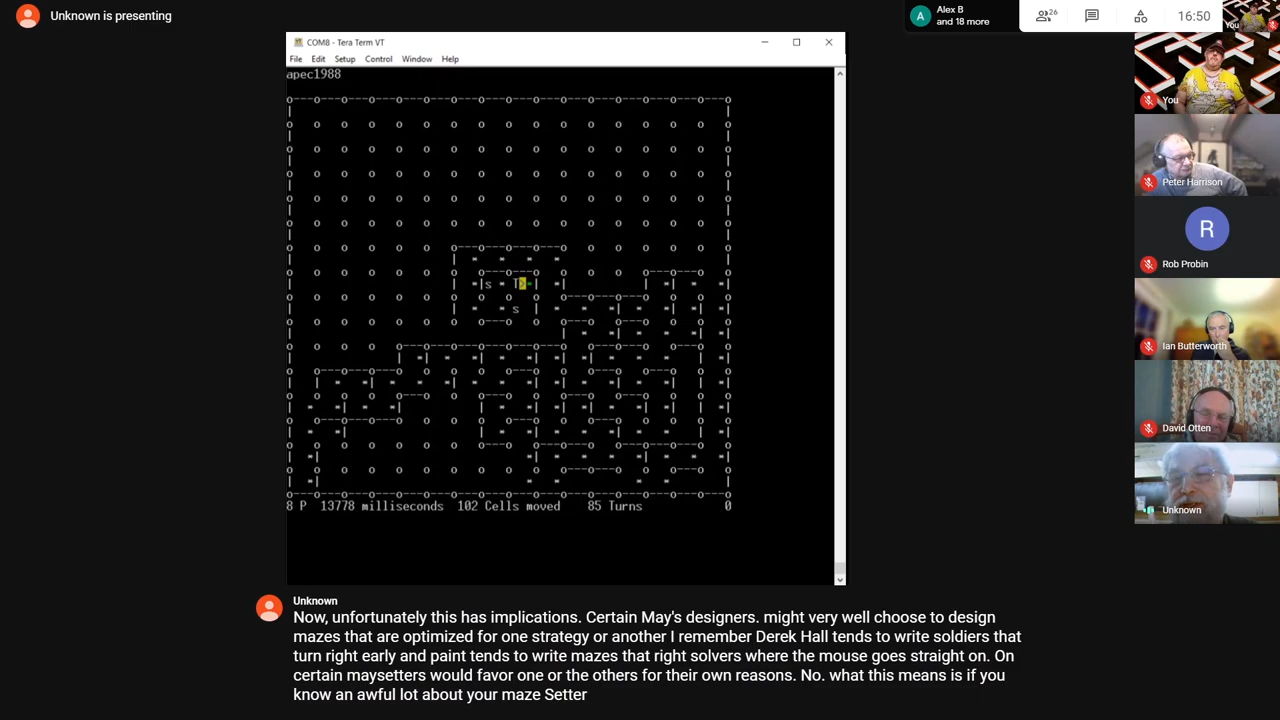 Unknown is presenting
A
Alex B
and 18 more
26
16:50
You
COM8 - Tera Term VT
File Edit Setup Control Window Help
apec1988
8 P 13778 milliseconds 102 Cells moved 85 Turns 0
You
Peter Harrison
R
Rob Probin
Ian Butterworth
David Otten
Unknown
Unknown
Now, unfortunately this has implications. Certain May's designers. might very well choose to design
mazes that are optimized for one strategy or another I remember Derek Hall tends to write soldiers that
turn right early and paint tends to write mazes that right solvers where the mouse goes straight on. On
certain maysetters would favor one or the others for their own reasons. No. what this means is if you
know an awful lot about your maze Setter